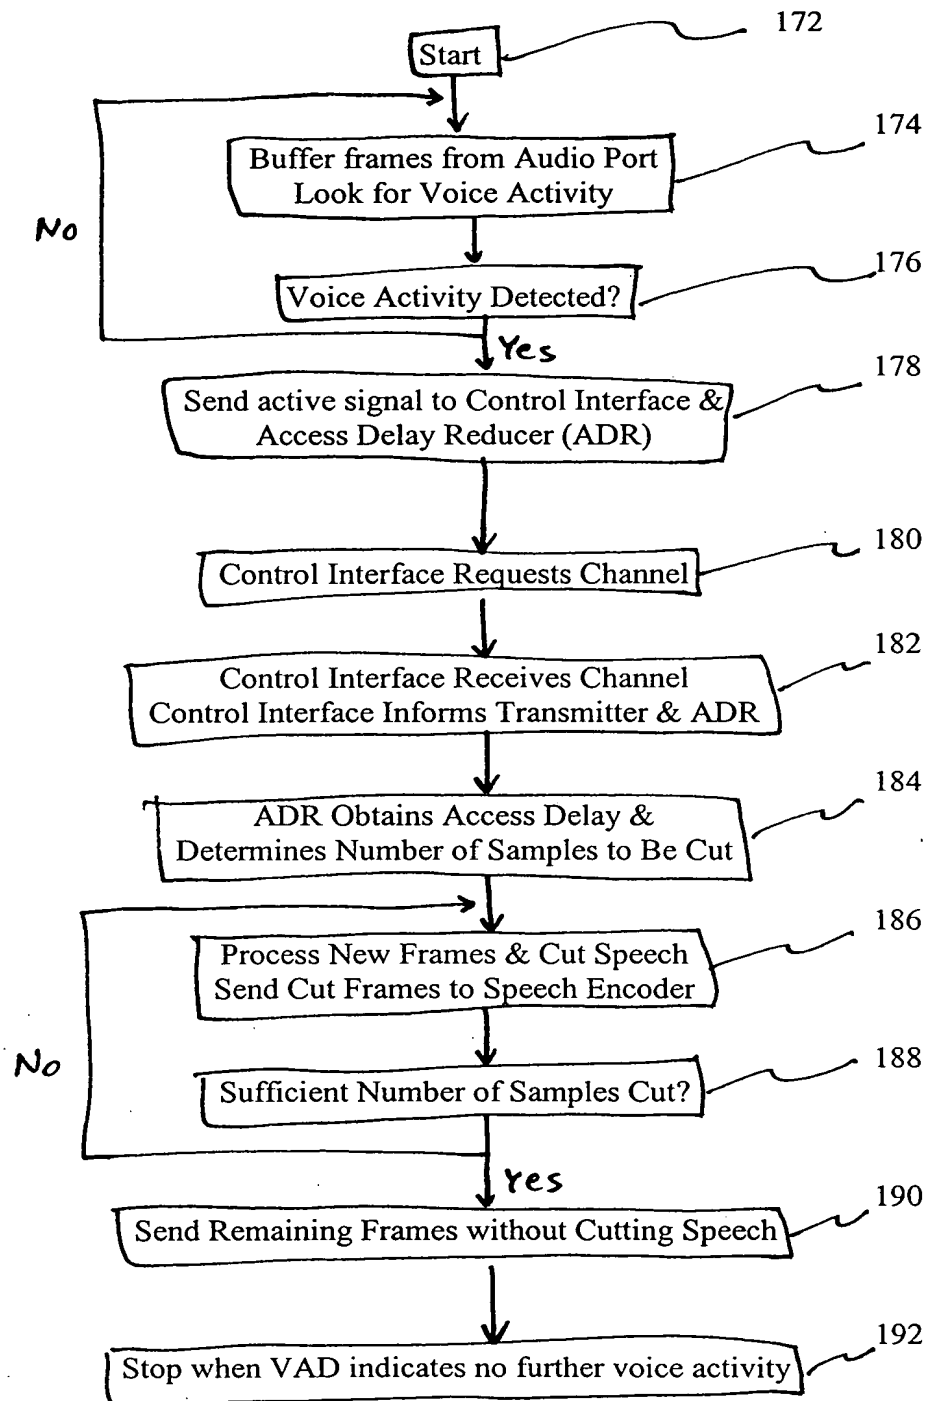 172
Start
174
Buffer frames from Audio Port
Look for Voice Activity
No
176
Voice Activity Detected?
Yes
178
Send active signal to Control Interface &
Access Delay Reducer (ADR)
180
Control Interface Requests Channel
182
Control Interface Receives Channel
Control Interface Informs Transmitter & ADR
184
ADR Obtains Access Delay &
Determines Number of Samples to Be Cut
186
Process New Frames & Cut Speech
Send Cut Frames to Speech Encoder
No
188
Sufficient Number of Samples Cut?
Yes
190
Send Remaining Frames without Cutting Speech
192
Stop when VAD indicates no further voice activity